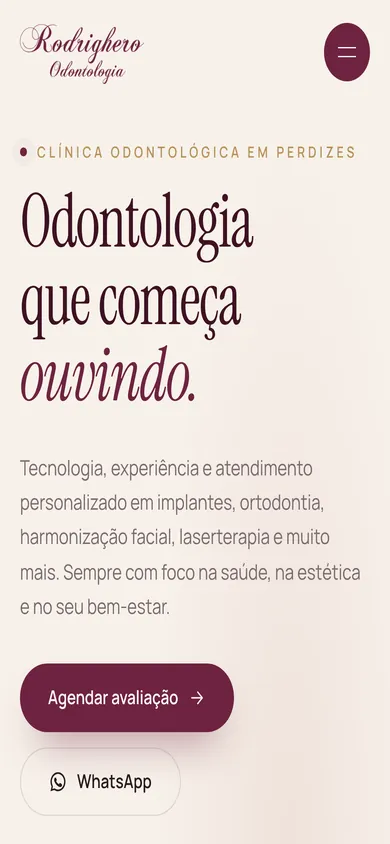 Rodrighero
Odontologia
CLÍNICA ODONTOLÓGICA EM PERDIZES
Odontologia
que começa
ouvindo.
Tecnologia, experiência e atendimento
personalizado em implantes, ortodontia,
harmonização facial, laserterapia e muito
mais. Sempre com foco na saúde, na estética
e no seu bem-estar.
Agendar avaliação →
WhatsApp